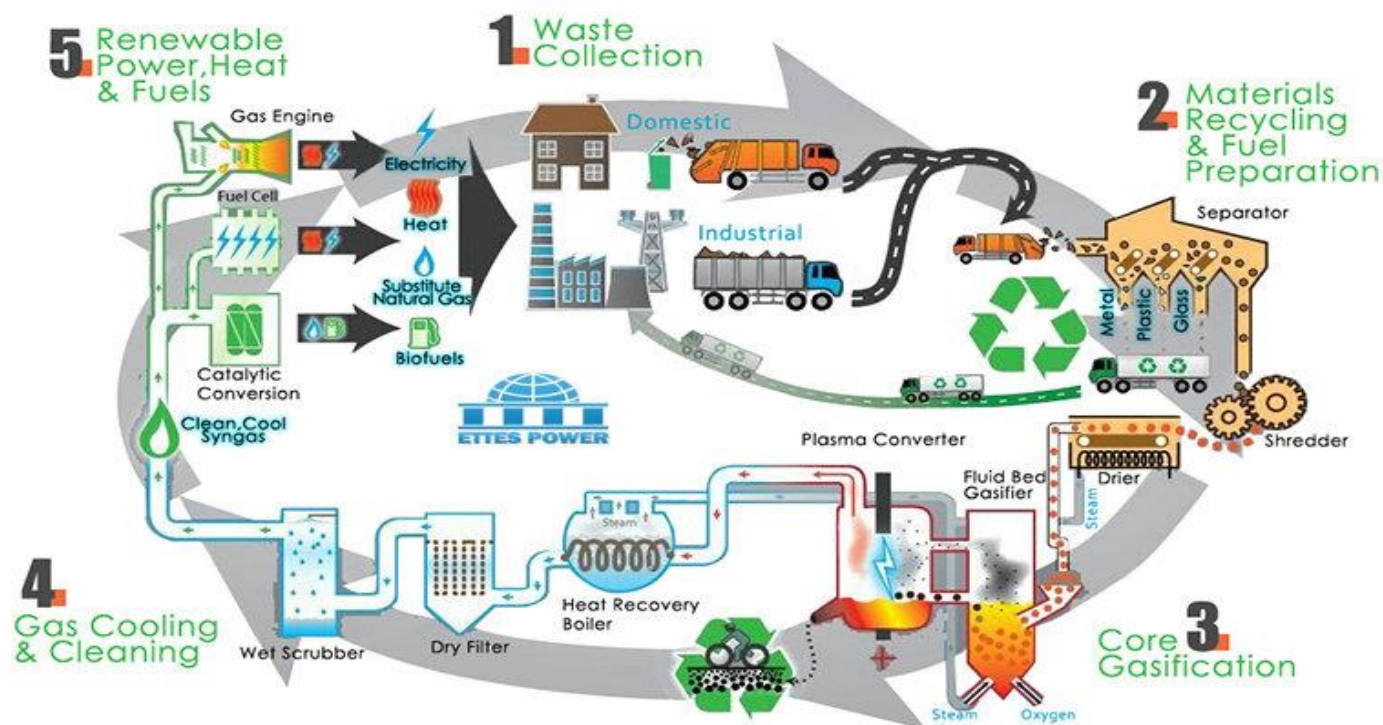 1.
Waste
Collection
Domestic
Industrial
2.
Materials
Recycling
& Fuel
Preparation
Separator
Metal
Plastic
Glass
Shredder
Drier
Steam
3.
Core
Gasification
Fluid Bed
Gasifier
Plasma Converter
Steam
Oxygen
4.
Gas Cooling
& Cleaning
Steam
Heat Recovery
Boiler
Dry Filter
Wet Scrubber
Clean,Cool
Syngas
5.
Renewable
Power,Heat
& Fuels
Gas Engine
Fuel Cell
Catalytic
Conversion
Electricity
Heat
Substitute
Natural Gas
Biofuels
ETTES POWER